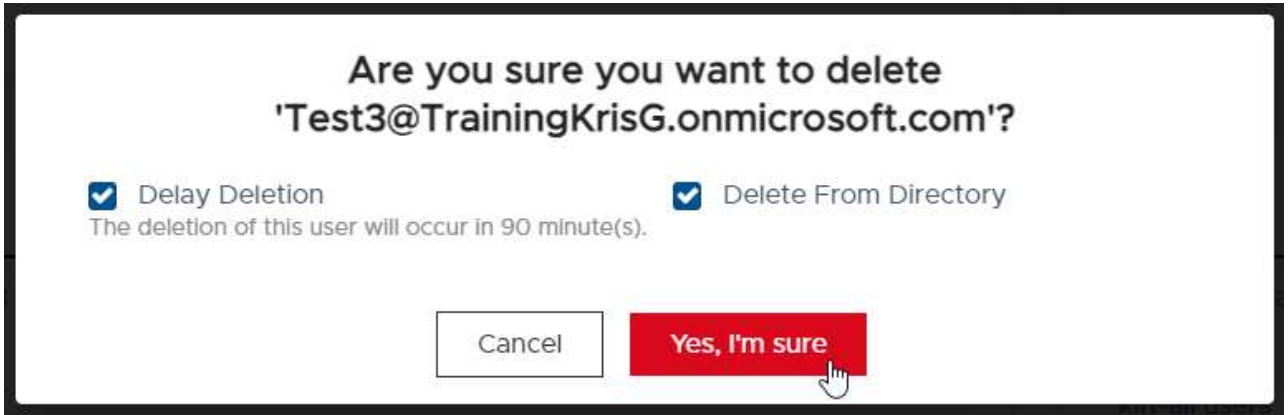 Are you sure you want to delete
'Test3@TrainingKrisG.onmicrosoft.com'?
Delay Deletion
Delete From Directory
The deletion of this user will occur in 90 minute(s).
Cancel
Yes, I'm sure